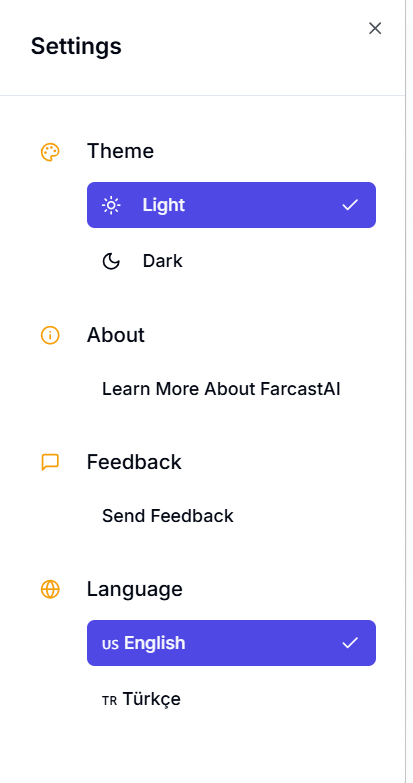 Settings
Theme
Light
Dark
About
Learn More About FarcastAI
Feedback
Send Feedback
Language
US English
TR Türkçe